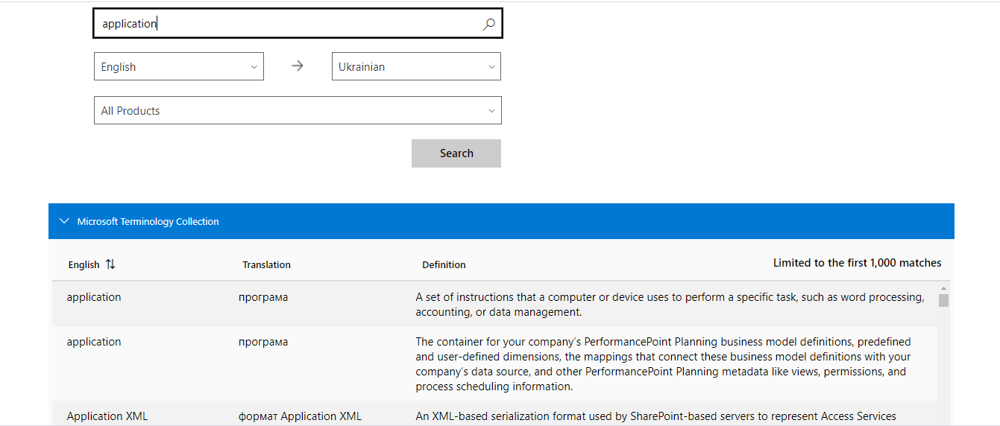 application
English → Ukrainian
All Products
Search
Microsoft Terminology Collection
English Translation Definition Limited to the first 1,000 matches
application програма A set of instructions that a computer or device uses to perform a specific task, such as word processing,
accounting, or data management.
application програма The container for your company's PerformancePoint Planning business model definitions, predefined
and user-defined dimensions, the mappings that connect these business model definitions with your
company's data source, and other PerformancePoint Planning metadata like views, permissions, and
process scheduling information.
Application XML формат Application XML An XML-based serialization format used by SharePoint-based servers to represent Access Services